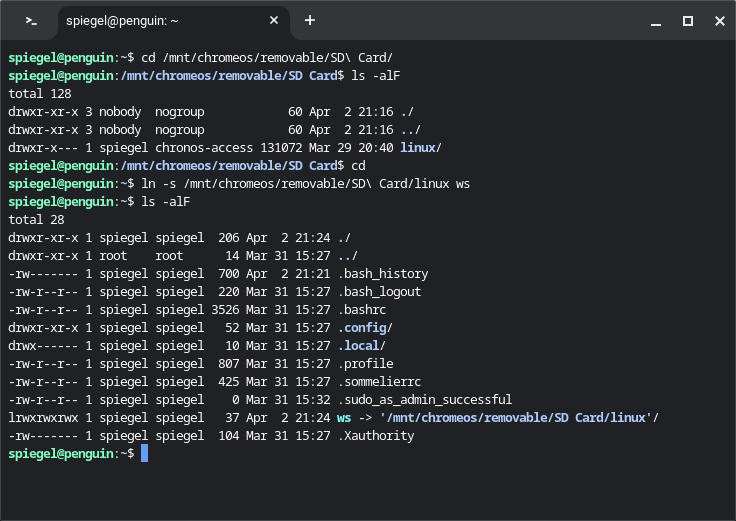 spiegel@penguin: ~
spiegel@penguin:~$ cd /mnt/chromeos/removable/SD\ Card/
spiegel@penguin:/mnt/chromeos/removable/SD Card$ ls -alF
total 128
drwxr-xr-x 3 nobody  nogroup            60 Apr  2 21:16 ./
drwxr-xr-x 3 nobody  nogroup            60 Apr  2 21:16 ../
drwxr-x--- 1 spiegel chronos-access 131072 Mar 29 20:40 linux/
spiegel@penguin:/mnt/chromeos/removable/SD Card$ cd
spiegel@penguin:~$ ln -s /mnt/chromeos/removable/SD\ Card/linux ws
spiegel@penguin:~$ ls -alF
total 28
drwxr-xr-x 1 spiegel spiegel  206 Apr  2 21:24 ./
drwxr-xr-x 1 root    root      14 Mar 31 15:27 ../
-rw------- 1 spiegel spiegel  700 Apr  2 21:21 .bash_history
-rw-r--r-- 1 spiegel spiegel  220 Mar 31 15:27 .bash_logout
-rw-r--r-- 1 spiegel spiegel 3526 Mar 31 15:27 .bashrc
drwxr-xr-x 1 spiegel spiegel   52 Mar 31 15:27 .config/
drwx------ 1 spiegel spiegel   10 Mar 31 15:27 .local/
-rw-r--r-- 1 spiegel spiegel  807 Mar 31 15:27 .profile
-rw-r--r-- 1 spiegel spiegel  425 Mar 31 15:27 .sommelierrc
-rw-r--r-- 1 spiegel spiegel    0 Mar 31 15:32 .sudo_as_admin_successful
lrwxrwxrwx 1 spiegel spiegel   37 Apr  2 21:24 ws -> '/mnt/chromeos/removable/SD Card/linux'/
-rw------- 1 spiegel spiegel  104 Mar 31 15:27 .Xauthority
spiegel@penguin:~$